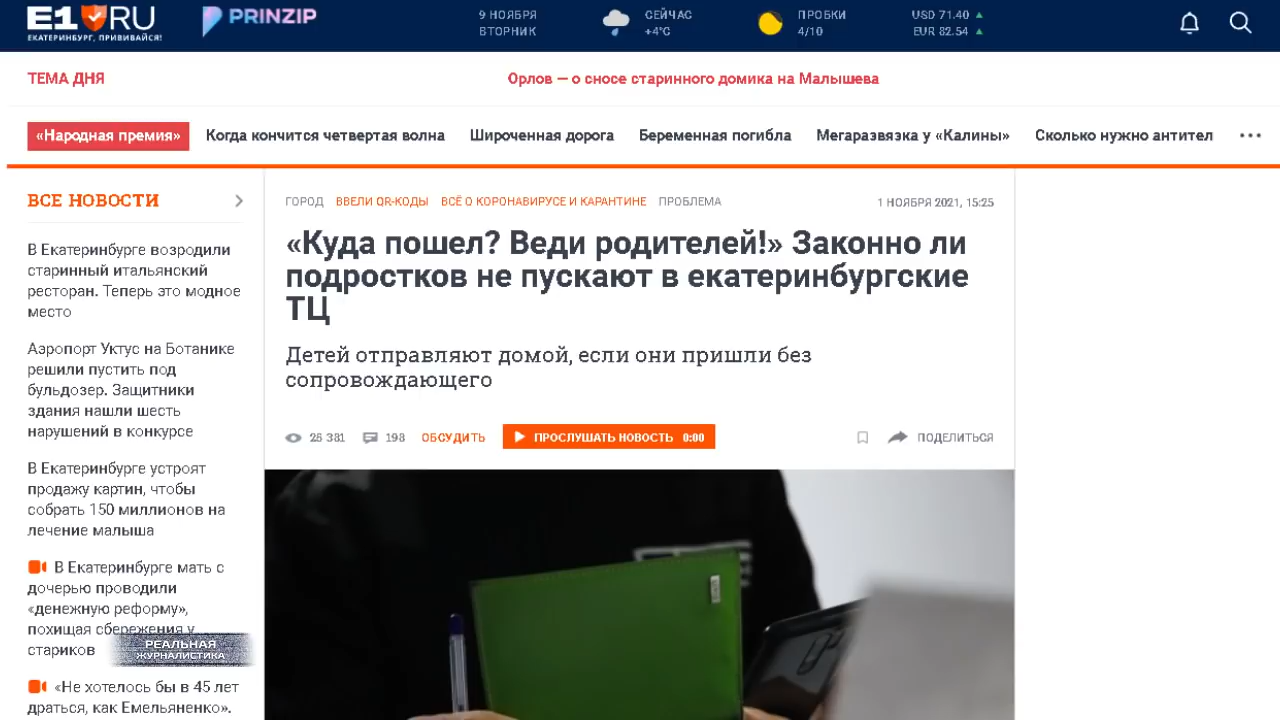 E1.RU
ЕКАТЕРИНБУРГ, ПРИВИВАЙСЯ!
PRINZIP
9 НОЯБРЯ
ВТОРНИК
СЕЙЧАС
+4°C
ПРОБКИ
4/10
USD 71.40 ▲
EUR 82.54 ▲
ТЕМА ДНЯ
Орлов — о сносе старинного домика на Малышева
«Народная премия»
Когда кончится четвертая волна
Широченная дорога
Беременная погибла
Мегаразвязка у «Калины»
Сколько нужно антител
ВСЕ НОВОСТИ
В Екатеринбурге возродили
старинный итальянский
ресторан. Теперь это модное
место
Аэропорт Уктус на Ботанике
решили пустить под
бульдозер. Защитники
здания нашли шесть
нарушений в конкурсе
В Екатеринбурге устроят
продажу картин, чтобы
собрать 150 миллионов на
лечение малыша
В Екатеринбурге мать с
дочерью проводили
«денежную реформу»,
похищая сбережения у
стариков
«Не хотелось бы в 45 лет
драться, как Емельяненко».
ГОРОД ВВЕЛИ QR-КОДЫ ВСЁ О КОРОНАВИРУСЕ И КАРАНТИНЕ ПРОБЛЕМА
1 НОЯБРЯ 2021, 15:25
«Куда пошел? Веди родителей!» Законно ли
подростков не пускают в екатеринбургские
ТЦ
Детей отправляют домой, если они пришли без
сопровождающего
198
ОБСУДИТЬ
ПРОСЛУШАТЬ НОВОСТЬ 0:00
ПОДЕЛИТЬСЯ
РЕАЛЬНАЯ
ЖУРНАЛИСТИКА